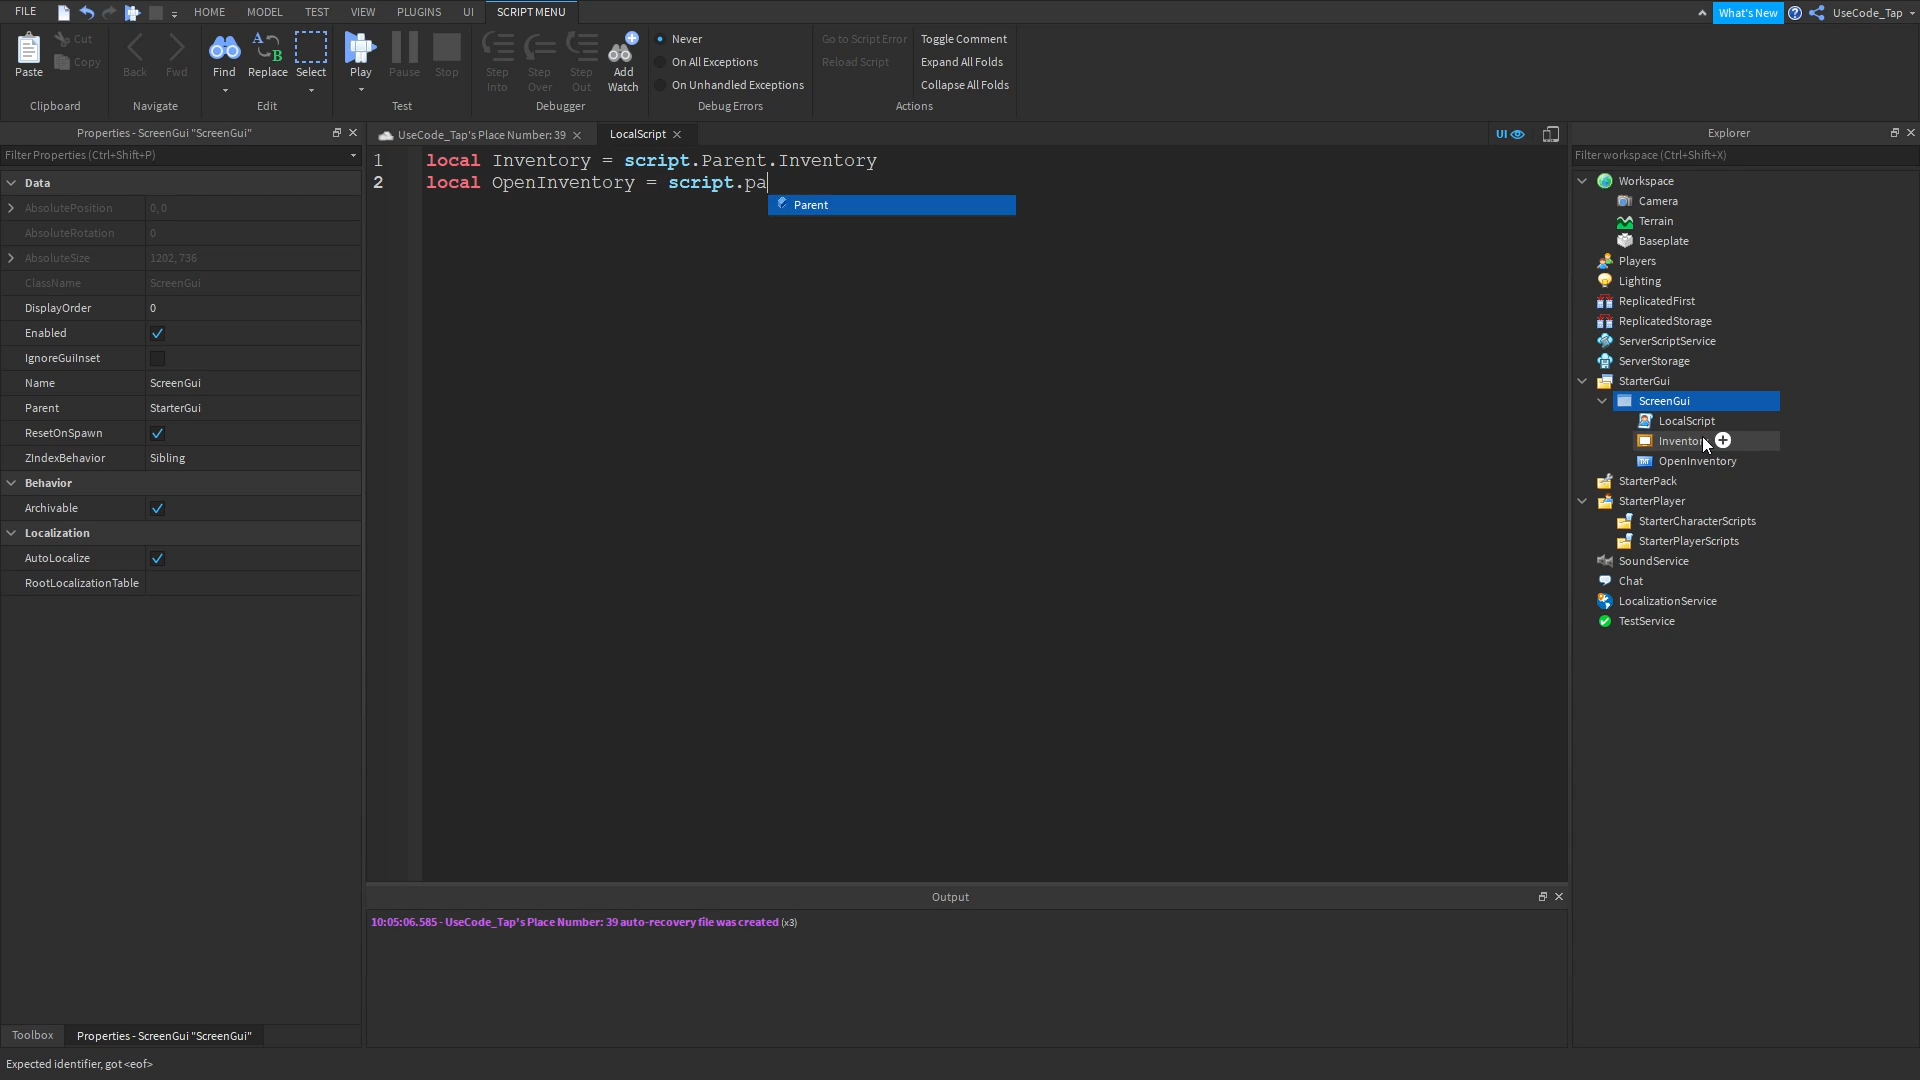 FILE
HOME
MODEL
TEST
VIEW
PLUGINS
UI
SCRIPT MENU
What's New
UseCode_Tap
Paste
Cut
Copy
Clipboard
Back
Fwd
Navigate
Find
Replace
Select
Edit
Play
Pause
Stop
Test
Step Into
Step Over
Step Out
Add Watch
Debugger
Never
On All Exceptions
On Unhandled Exceptions
Debug Errors
Go to Script Error
Reload Script
Toggle Comment
Expand All Folds
Collapse All Folds
Actions
Properties - ScreenGui "ScreenGui"
Filter Properties (Ctrl+Shift+P)
Data
AbsolutePosition 0, 0
AbsoluteRotation 0
AbsoluteSize 1202, 736
ClassName ScreenGui
DisplayOrder 0
Enabled
IgnoreGuiInset
Name ScreenGui
Parent StarterGui
ResetOnSpawn
ZIndexBehavior Sibling
Behavior
Archivable
Localization
AutoLocalize
RootLocalizationTable
Toolbox
Properties - ScreenGui "ScreenGui"
Expected identifier, got <eof>
UseCode_Tap's Place Number: 39
LocalScript
UI
1 local Inventory = script.Parent.Inventory
2 local OpenInventory = script.pa
Parent
Output
10:05:06.585 - UseCode_Tap's Place Number: 39 auto-recovery file was created (x3)
Explorer
Filter workspace (Ctrl+Shift+X)
Workspace
Camera
Terrain
Baseplate
Players
Lighting
ReplicatedFirst
ReplicatedStorage
ServerScriptService
ServerStorage
StarterGui
ScreenGui
LocalScript
Inventory
OpenInventory
StarterPack
StarterPlayer
StarterCharacterScripts
StarterPlayerScripts
SoundService
Chat
LocalizationService
TestService